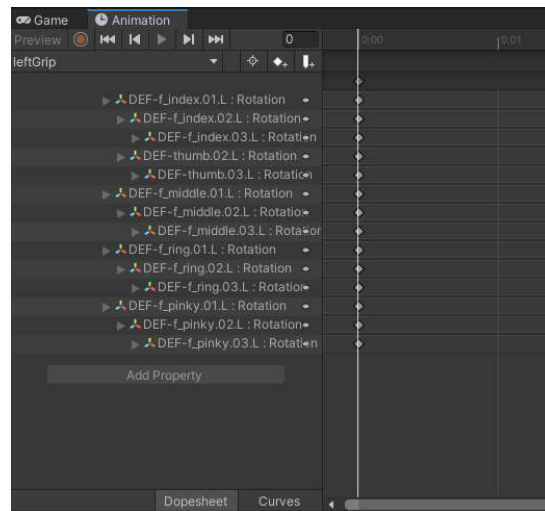 Game Animation
Preview 0 0:00 0:01
leftGrip
DEF-f_index.01.L : Rotation
DEF-f_index.02.L : Rotation
DEF-f_index.03.L : Rotation
DEF-thumb.02.L : Rotation
DEF-thumb.03.L : Rotation
DEF-f_middle.01.L : Rotation
DEF-f_middle.02.L : Rotation
DEF-f_middle.03.L : Rotation
DEF-f_ring.01.L : Rotation
DEF-f_ring.02.L : Rotation
DEF-f_ring.03.L : Rotation
DEF-f_pinky.01.L : Rotation
DEF-f_pinky.02.L : Rotation
DEF-f_pinky.03.L : Rotation
Add Property
Dopesheet Curves